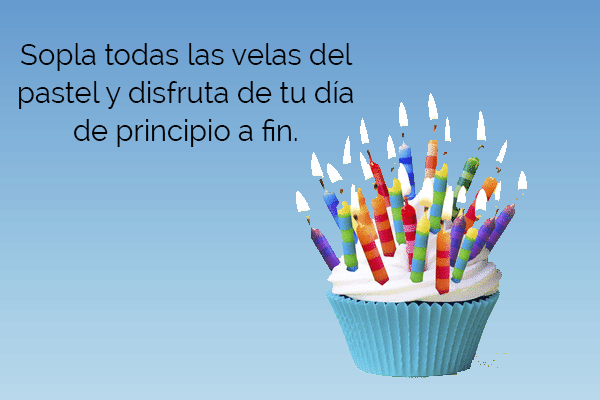 Sopla todas las velas del
pastel y disfruta de tu día
de principio a fin.